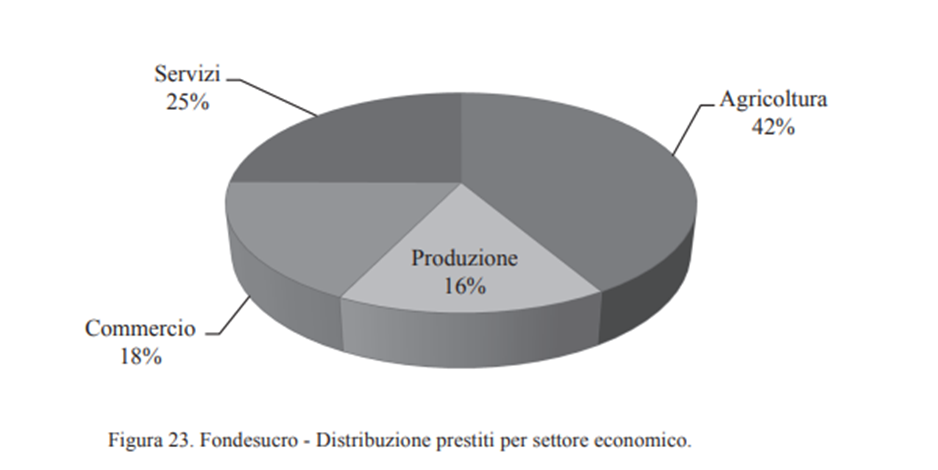 Servizi
25%
Agricoltura
42%
Produzione
16%
Commercio
18%
Figura 23. Fondesucro - Distribuzione prestiti per settore economico.